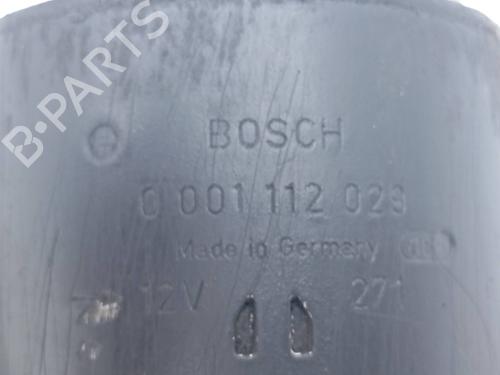 B-PARTS
BOSCH
0 001 112 023
Made in Germany
12V 271